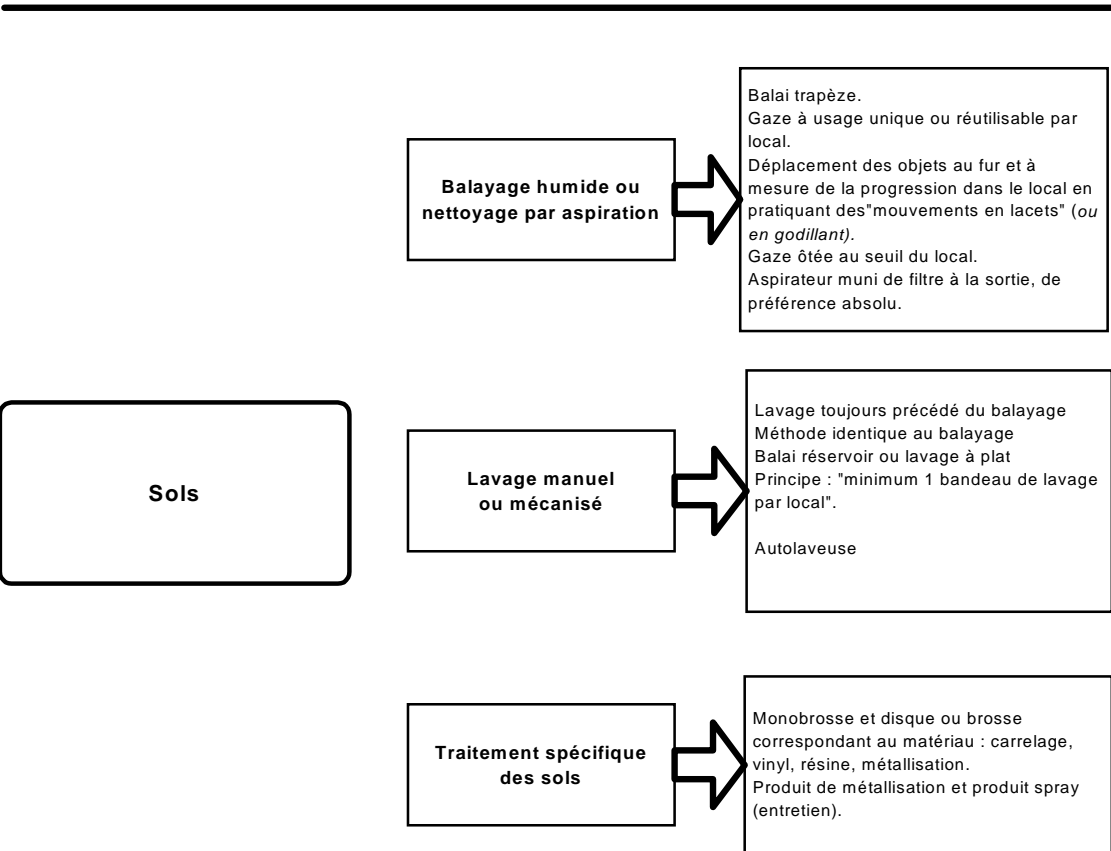 Balai trapèze.
Gaze à usage unique ou réutilisable par
local.
Déplacement des objets au fur et à
mesure de la progression dans le local en
pratiquant des"mouvements en lacets" (ou
en godillant).
Gaze ôtée au seuil du local.
Aspirateur muni de filtre à la sortie, de
préférence absolu.
Balayage humide ou
nettoyage par aspiration
Sols
Lavage manuel
ou mécanisé
Lavage toujours précédé du balayage
Méthode identique au balayage
Balai réservoir ou lavage à plat
Principe : "minimum 1 bandeau de lavage
par local".
Autolaveuse
Traitement spécifique
des sols
Monobrosse et disque ou brosse
correspondant au matériau : carrelage,
vinyl, résine, métallisation.
Produit de métallisation et produit spray
(entretien).